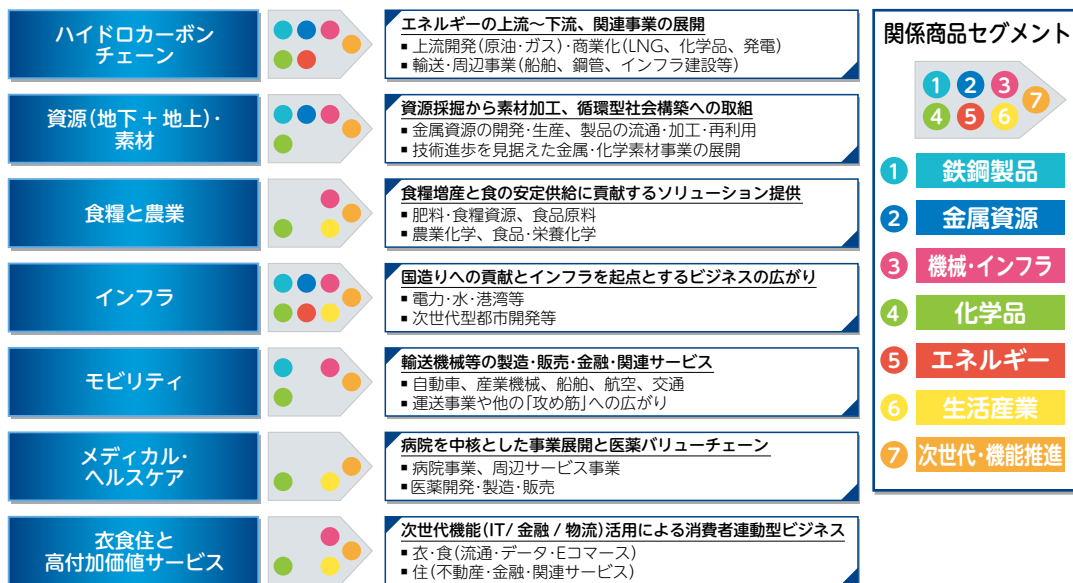 ハイドロカーボン
チェーン
エネルギーの上流～下流、関連事業の展開
▪ 上流開発(原油･ガス)･商業化(LNG、化学品、発電)
▪ 輸送･周辺事業(船舶、鋼管、インフラ建設等)
資源(地下 + 地上)･
素材
資源採掘から素材加工、循環型社会構築への取組
▪ 金属資源の開発･生産、製品の流通･加工･再利用
▪ 技術進歩を見据えた金属･化学素材事業の展開
食糧と農業
食糧増産と食の安定供給に貢献するソリューション提供
▪ 肥料･食糧資源、食品原料
▪ 農業化学、食品･栄養化学
インフラ
国造りへの貢献とインフラを起点とするビジネスの広がり
▪ 電力･水･港湾等
▪ 次世代型都市開発等
モビリティ
輸送機械等の製造･販売･金融･関連サービス
▪ 自動車、産業機械、船舶、航空、交通
▪ 運送事業や他の｢攻め筋｣への広がり
メディカル･
ヘルスケア
病院を中核とした事業展開と医薬バリューチェーン
▪ 病院事業、周辺サービス事業
▪ 医薬開発･製造･販売
衣食住と
高付加価値サービス
次世代機能(IT/ 金融 / 物流)活用による消費者連動型ビジネス
▪ 衣･食(流通･データ･Eコマース)
▪ 住(不動産･金融･関連サービス)
関係商品セグメント
1 2 3 7
4 5 6
1 鉄鋼製品
2 金属資源
3 機械･インフラ
4 化学品
5 エネルギー
6 生活産業
7 次世代･機能推進